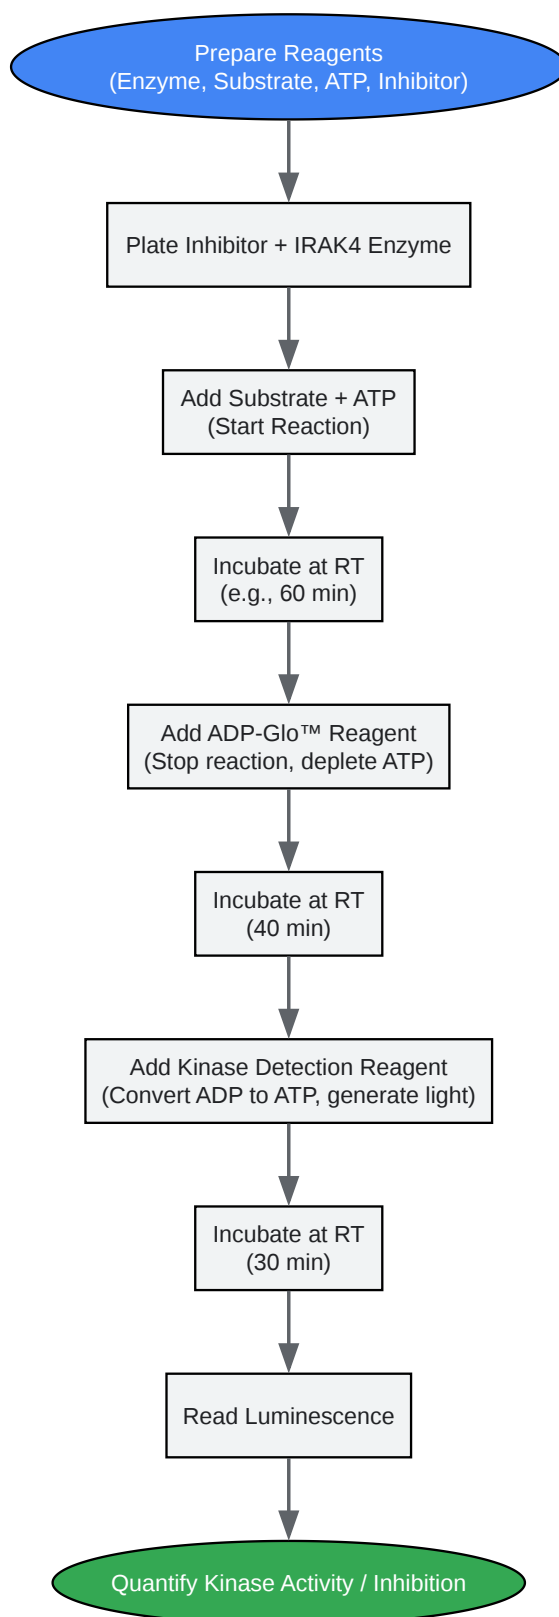 Prepare Reagents
(Enzyme, Substrate, ATP, Inhibitor)
Plate Inhibitor + IRAK4 Enzyme
Add Substrate + ATP
(Start Reaction)
Incubate at RT
(e.g., 60 min)
Add ADP-Glo™ Reagent
(Stop reaction, deplete ATP)
Incubate at RT
(40 min)
Add Kinase Detection Reagent
(Convert ADP to ATP, generate light)
Incubate at RT
(30 min)
Read Luminescence
Quantify Kinase Activity / Inhibition